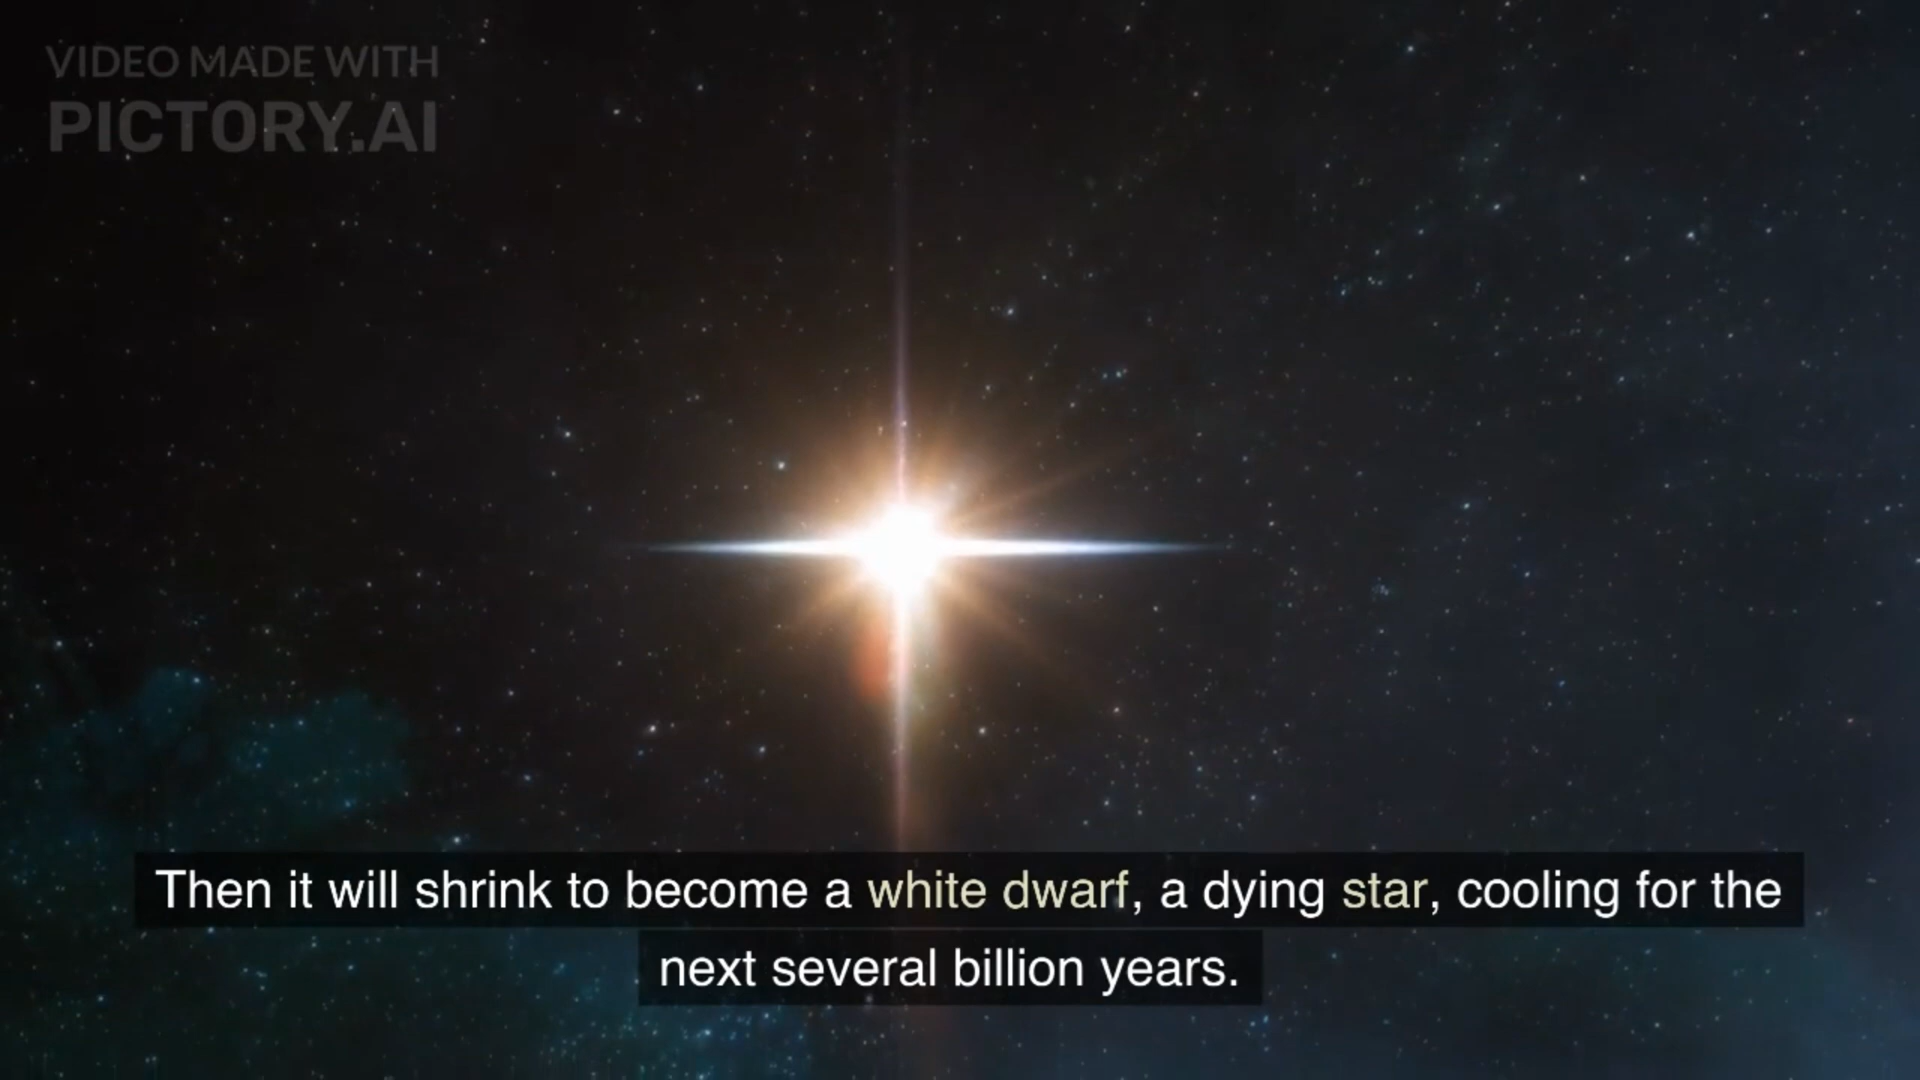 VIDEO MADE WITH
PICTORY.AI
Then it will shrink to become a white dwarf, a dying star, cooling for the
next several billion years.